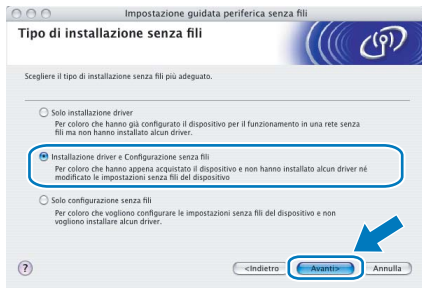 Impostazione guidata periferica senza fili
Tipo di installazione senza fili
Scegliere il tipo di installazione senza fili più adeguato.
Solo installazione driver
Per coloro che hanno già configurato il dispositivo per il funzionamento in una rete senza
fili ma non hanno installato alcun driver.
Installazione driver e Configurazione senza fili
Per coloro che hanno appena acquistato il dispositivo e non hanno installato alcun driver né
modificato le impostazioni senza fili del dispositivo
Solo configurazione senza fili
Per coloro che vogliono configurare le impostazioni senza fili del dispositivo e non
vogliono installare alcun driver.
? <Indietro Avanti> Annulla